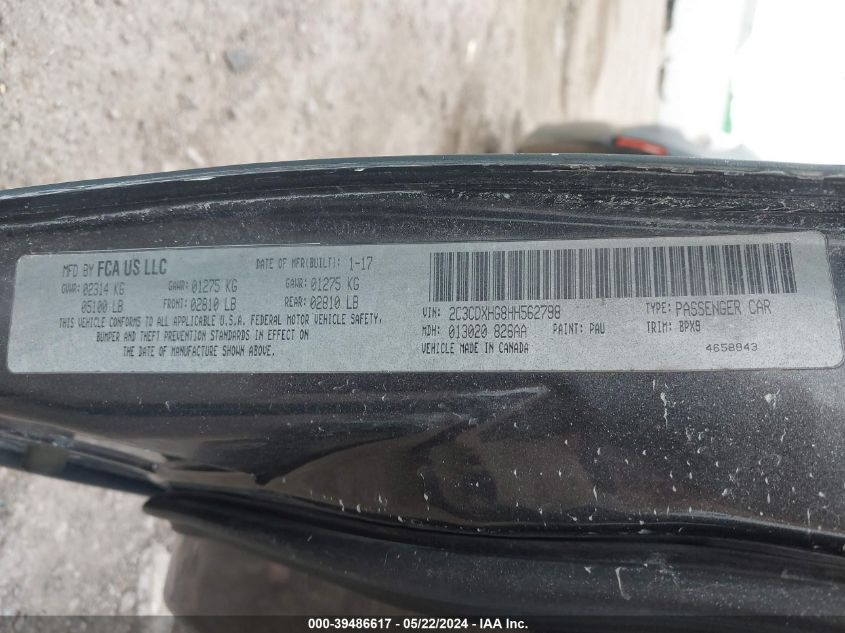 MFD BY FCA US LLC DATE OF MFR(BUILT): 1-17
GVWR: 02314 KG GAWR: 01275 KG GAWR: 01275 KG
05100 LB FRONT: 02810 LB REAR: 02810 LB
THIS VEHICLE CONFORMS TO ALL APPLICABLE U.S.A. FEDERAL MOTOR VEHICLE SAFETY,
BUMPER AND THEFT PREVENTION STANDARDS IN EFFECT ON
THE DATE OF MANUFACTURE SHOWN ABOVE.
VIN: 2C3CDXHG8HH562798 TYPE: PASSENGER CAR
MDH: 013020 826AA PAINT: PAU TRIM: BPX9
VEHICLE MADE IN CANADA 4658943
000-39486617 - 05/22/2024 - IAA Inc.